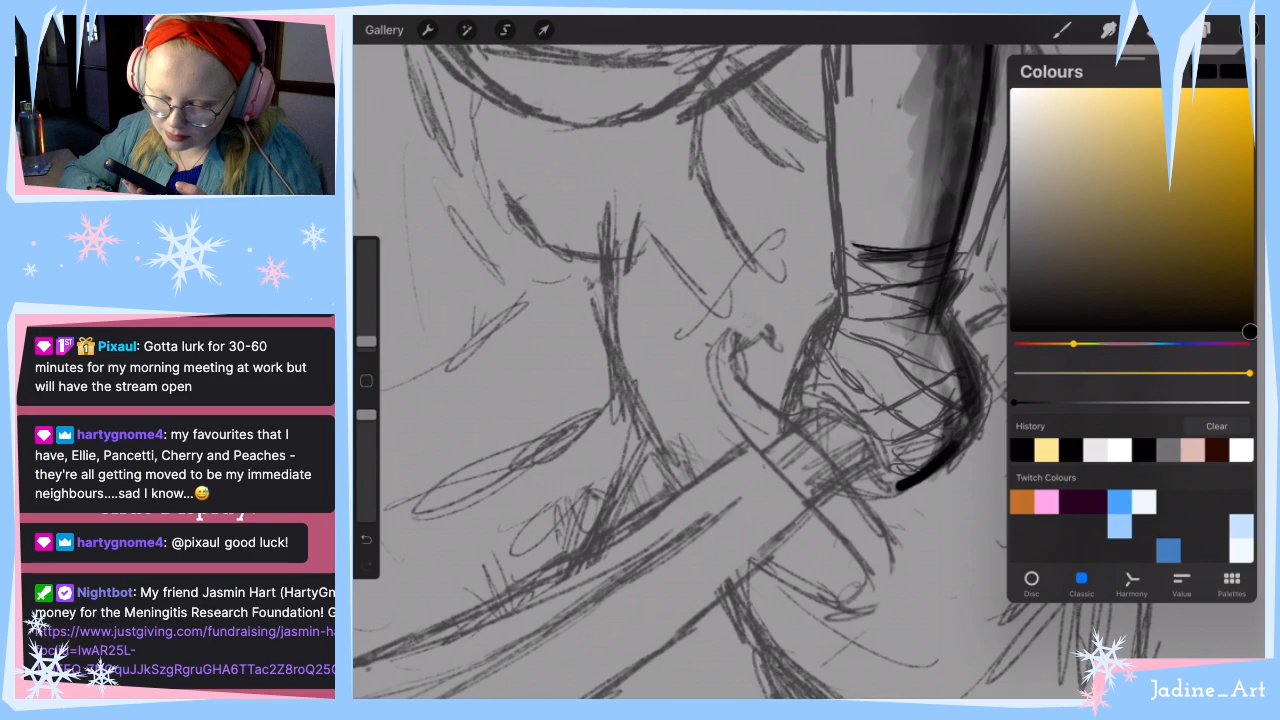 Gallery
Colours
Pixaul: Gotta lurk for 30-60
minutes for my morning meeting at work but
will have the stream open
hartygnome4: my favourites that I
have, Ellie, Pancetti, Cherry and Peaches -
they're all getting moved to be my immediate
neighbours....sad I know...😅
hartygnome4: @pixaul good luck!
Nightbot: My friend Jasmin Hart (HartyGn
money for the Meningitis Research Foundation! G
https://www.justgiving.com/fundraising/jasmin-ha
History
Clear
Twitch Colours
Disc
Classic
Harmony
Value
Palettes
Jadine_Art